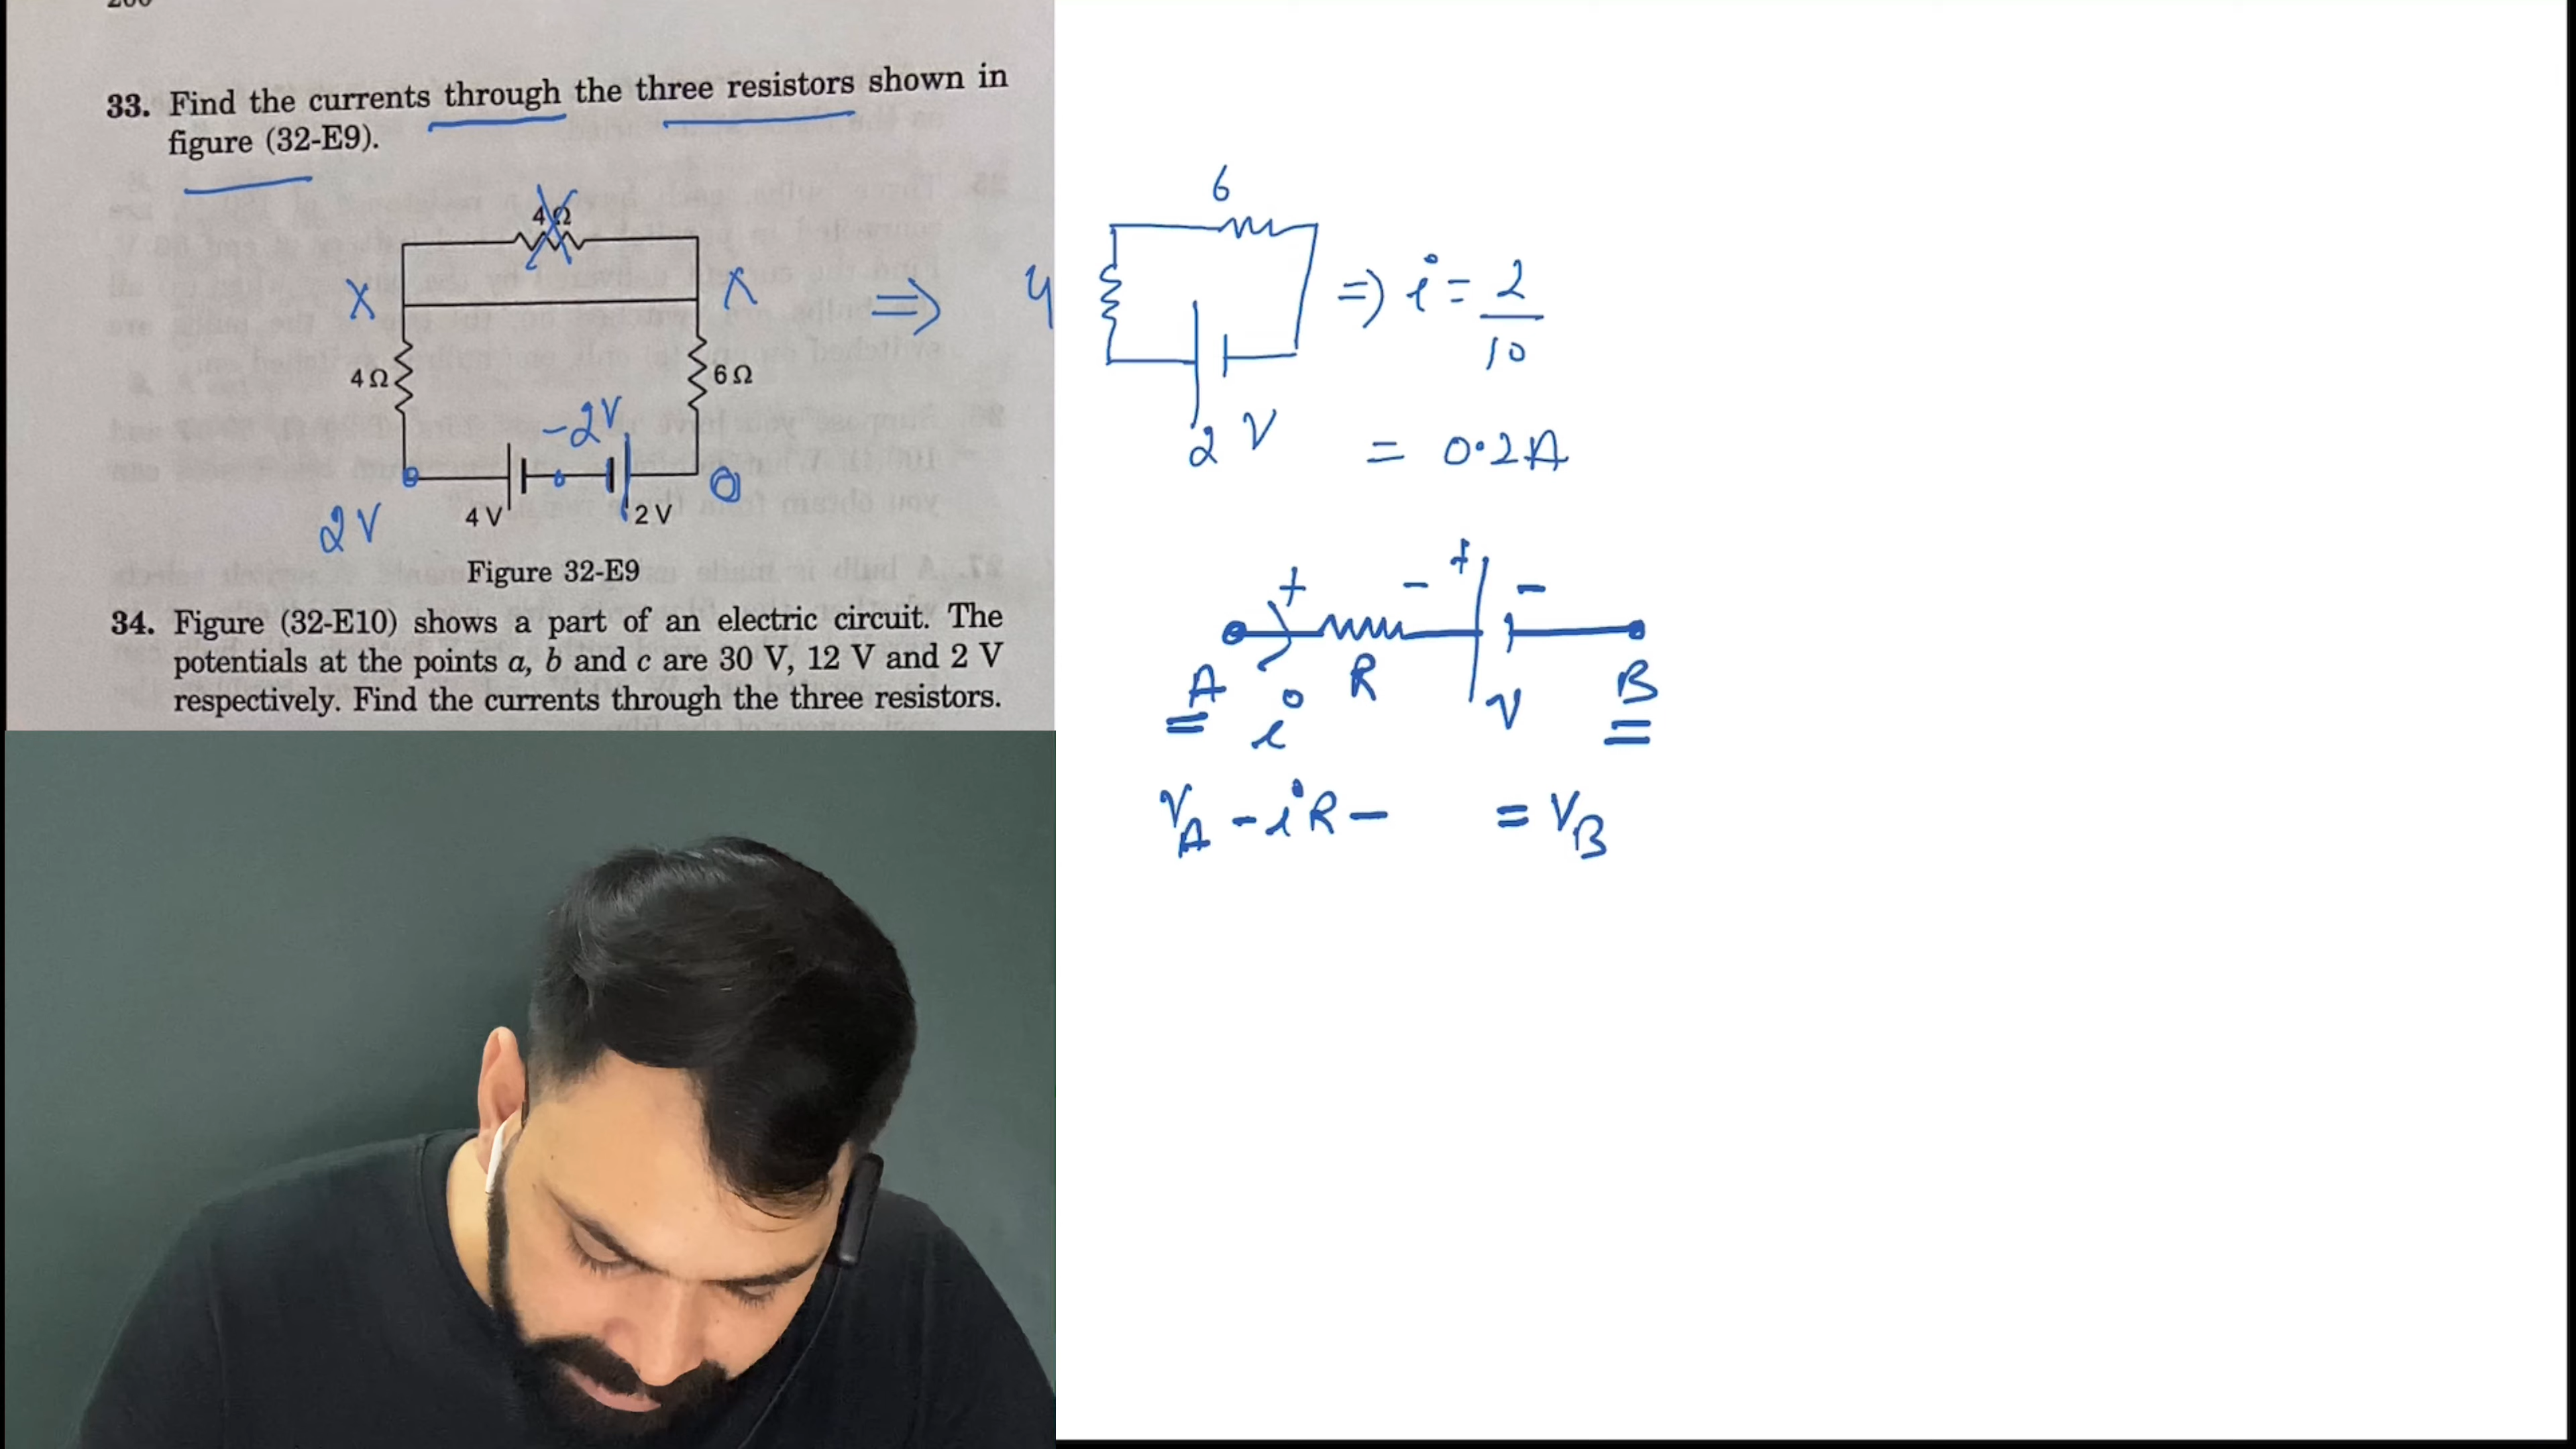 33. Find the currents through the three resistors shown in
figure (32-E9).
4Ω
X
X
4Ω
6Ω
-2V
0
2V
4 V
2 V
Figure 32-E9
34. Figure (32-E10) shows a part of an electric circuit. The
potentials at the points a, b and c are 30 V, 12 V and 2 V
respectively. Find the currents through the three resistors.
6
⇒ 4
2 V
⇒ i = 2/10
= 0.2A
+ - + -
A i R V B
V_A - iR - = V_B